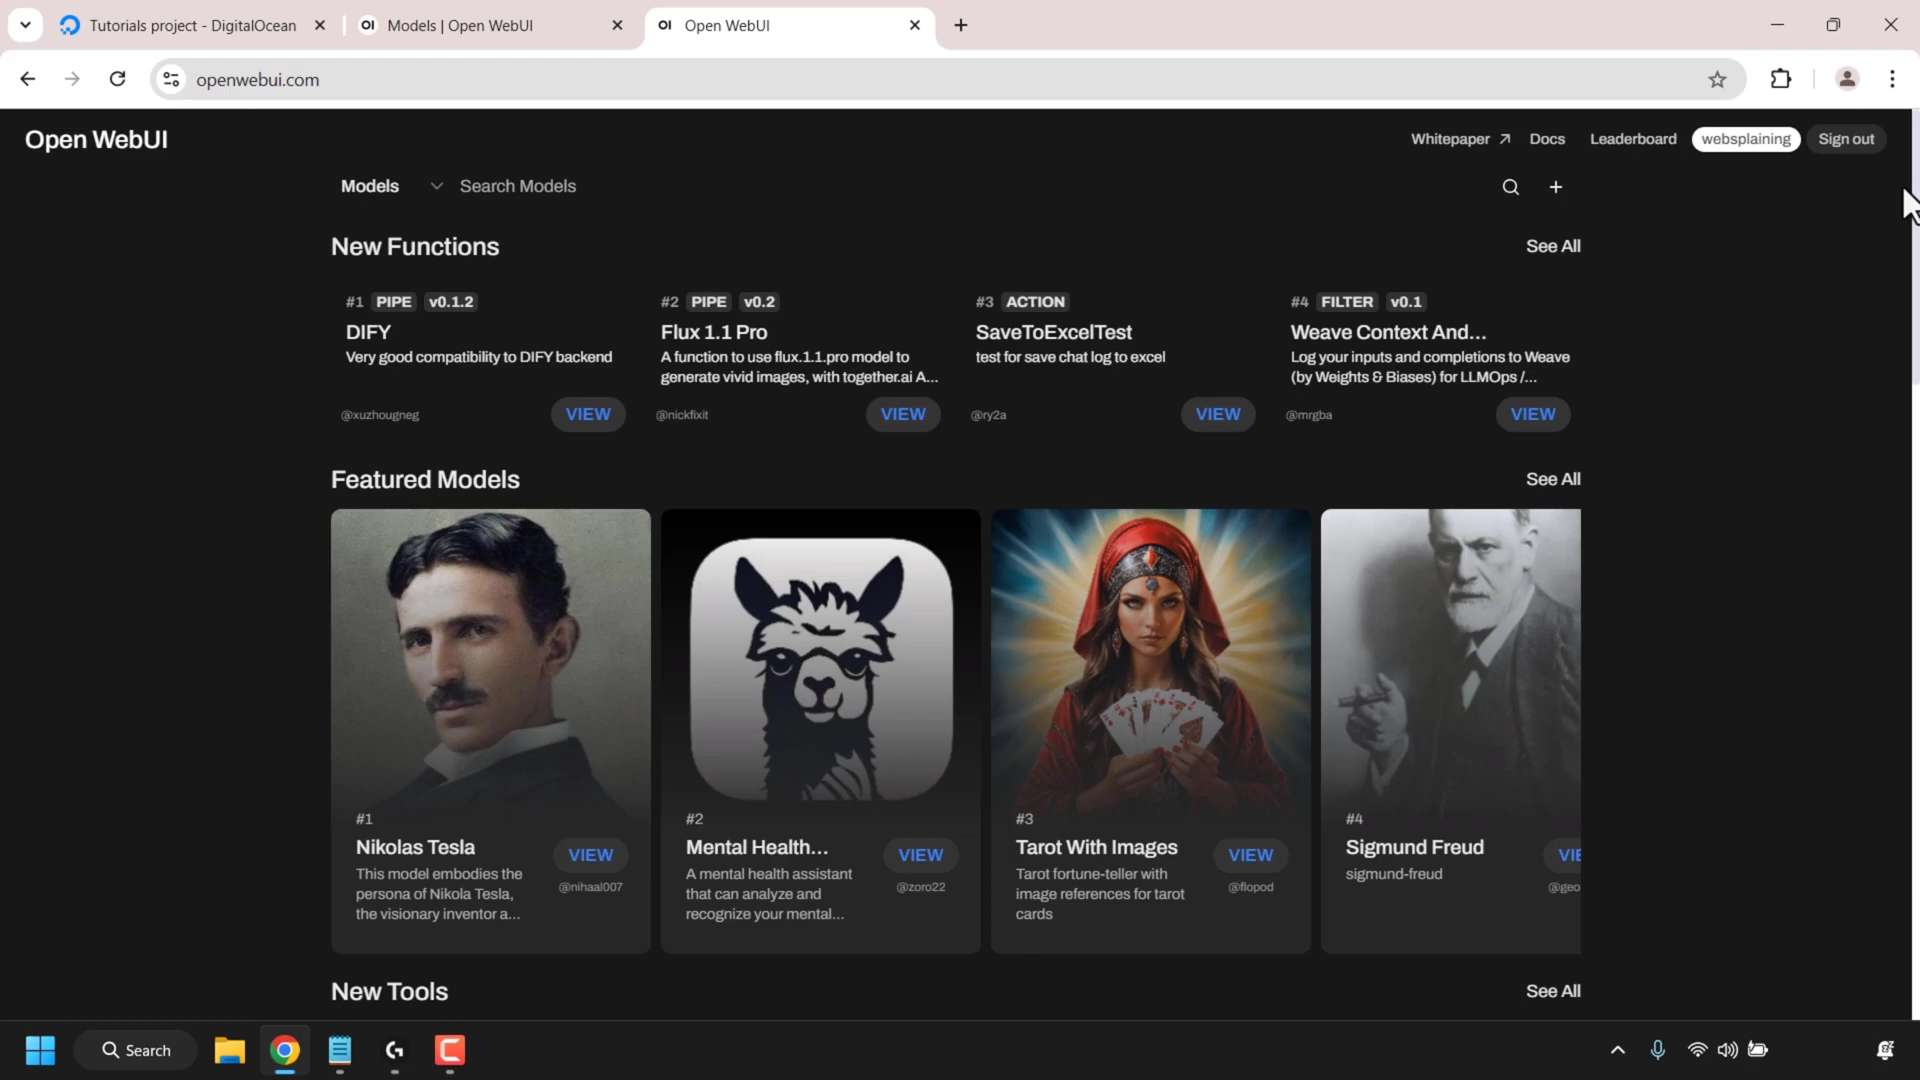 Tutorials project - DigitalOcean
OI Models | Open WebUI
OI Open WebUI
openwebui.com
Open WebUI
Whitepaper
Docs
Leaderboard
websplaining
Sign out
Models
Search Models
New Functions
See All
#1 PIPE v0.1.2
DIFY
Very good compatibility to DIFY backend
@xuzhougneg
VIEW
#2 PIPE v0.2
Flux 1.1 Pro
A function to use flux.1.1.pro model to
generate vivid images, with together.ai A...
@nickfixit
VIEW
#3 ACTION
SaveToExcelTest
test for save chat log to excel
@ry2a
VIEW
#4 FILTER v0.1
Weave Context And...
Log your inputs and completions to Weave
(by Weights & Biases) for LLMOps /...
@mrgba
VIEW
Featured Models
See All
#1
Nikolas Tesla
This model embodies the
persona of Nikola Tesla,
the visionary inventor a...
VIEW
@nihaal007
#2
Mental Health...
A mental health assistant
that can analyze and
recognize your mental...
VIEW
@zoro22
#3
Tarot With Images
Tarot fortune-teller with
image references for tarot
cards
VIEW
@flopod
#4
Sigmund Freud
sigmund-freud
VIE
@geo
New Tools
See All
Search